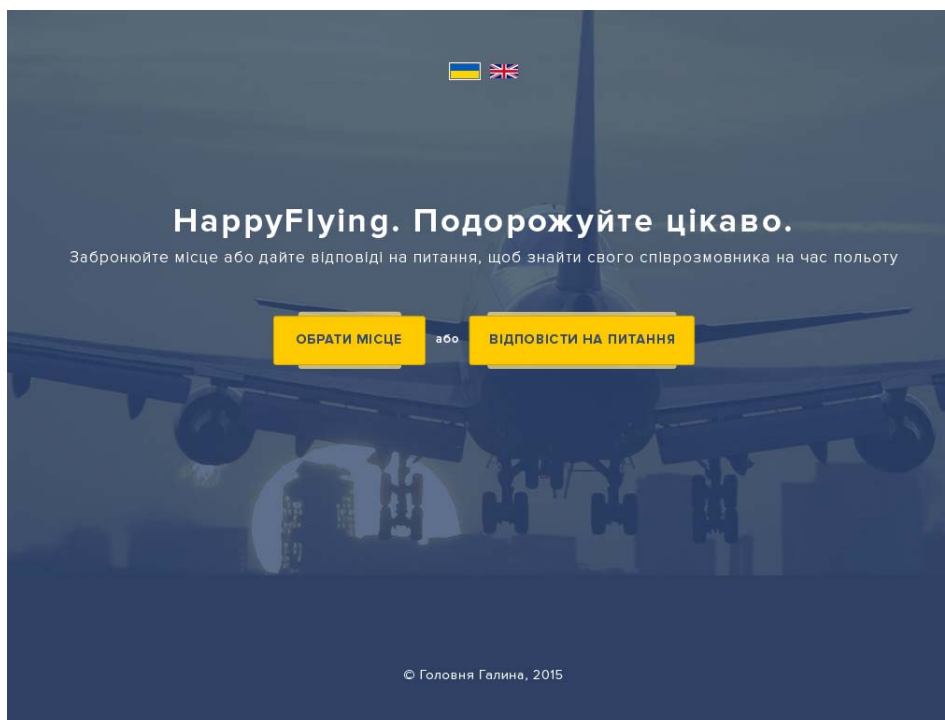 HappyFlying. Подорожуйте цікаво.
Забронюйте місце або дайте відповіді на питання, щоб знайти свого співрозмовника на час польоту
ОБРАТИ МІСЦЕ або ВІДПОВІСТИ НА ПИТАННЯ
© Головня Галина, 2015